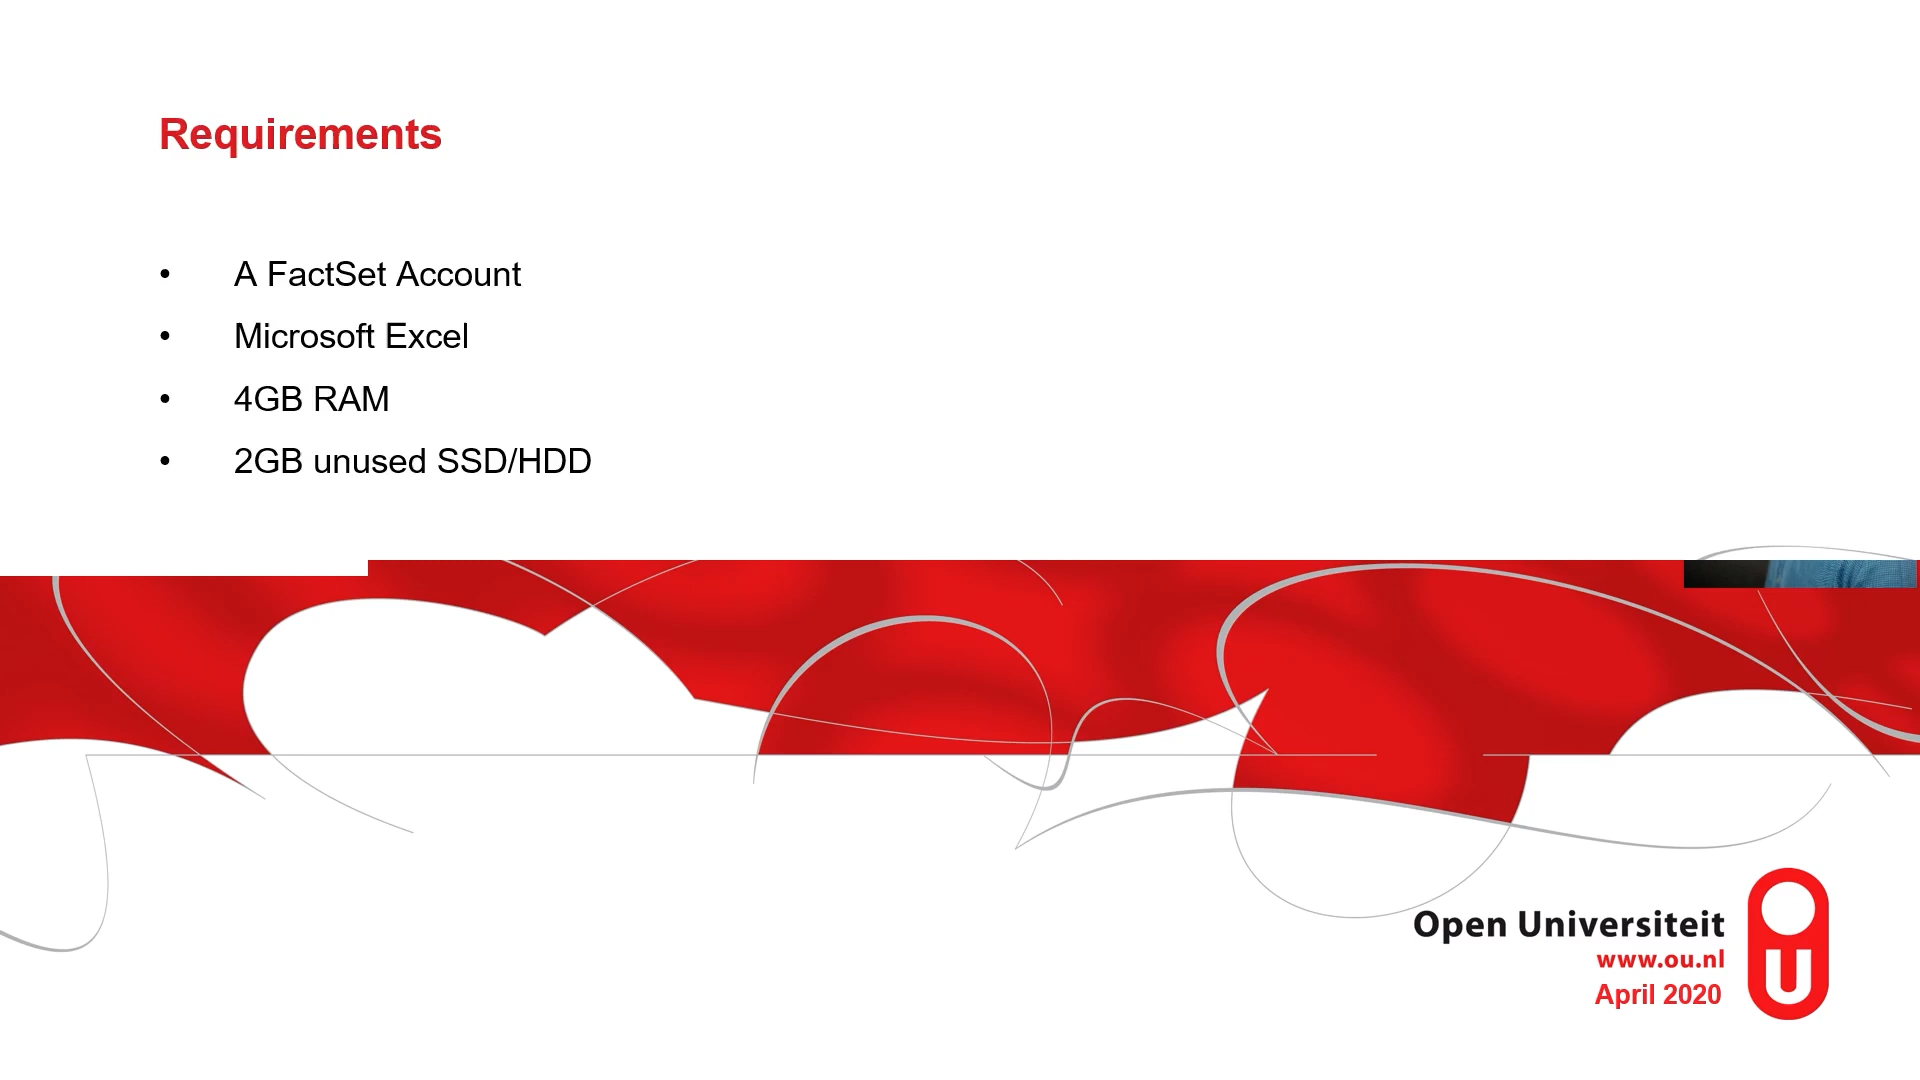 Requirements
• A FactSet Account
• Microsoft Excel
• 4GB RAM
• 2GB unused SSD/HDD
Open Universiteit
www.ou.nl
April 2020